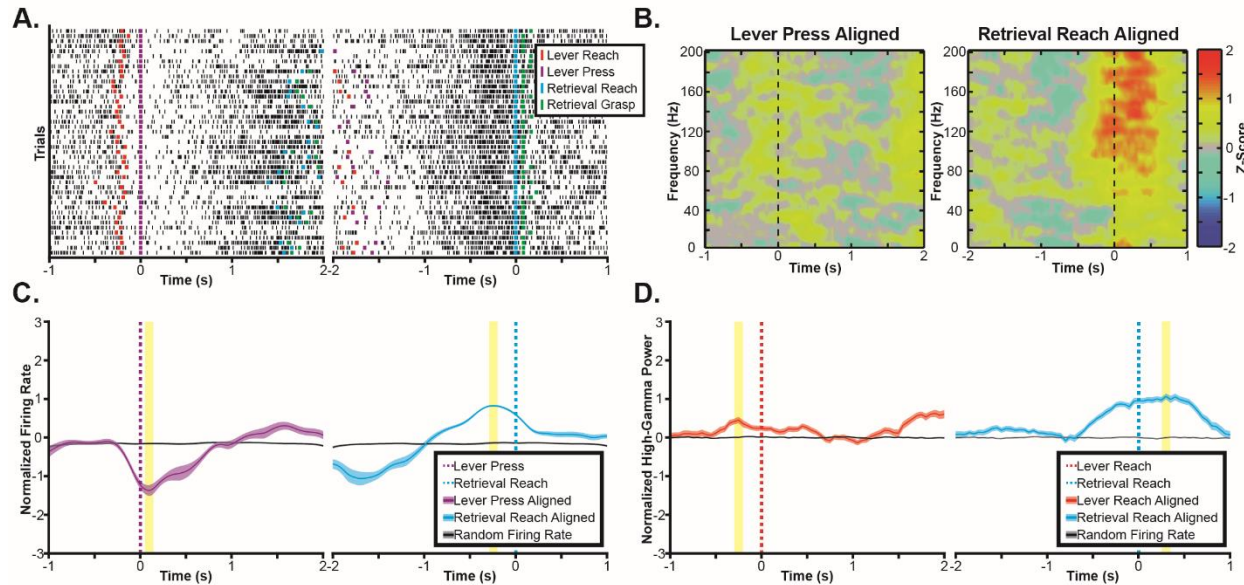 A.
Trials
Lever Reach
Lever Press
Retrieval Reach
Retrieval Grasp
-1 0 1 2 -2 -1 0 1
Time (s) Time (s)
B.
Lever Press Aligned Retrieval Reach Aligned
Frequency (Hz)
200
160
120
80
40
0
-1 0 1 2
Time (s)
Frequency (Hz)
200
160
120
80
40
0
-2 -1 0 1
Time (s)
2
1
0
-1
-2
Z-Score
C.
Normalized Firing Rate
3
2
1
0
-1
-2
-3
Lever Press
Retrieval Reach
Lever Press Aligned
Retrieval Reach Aligned
Random Firing Rate
-1 0 1 2 -2 -1 0 1
Time (s) Time (s)
D.
Normalized High-Gamma Power
3
2
1
0
-1
-2
-3
Lever Reach
Retrieval Reach
Lever Reach Aligned
Retrieval Reach Aligned
Random Firing Rate
-1 0 1 2 -2 -1 0 1
Time (s) Time (s)